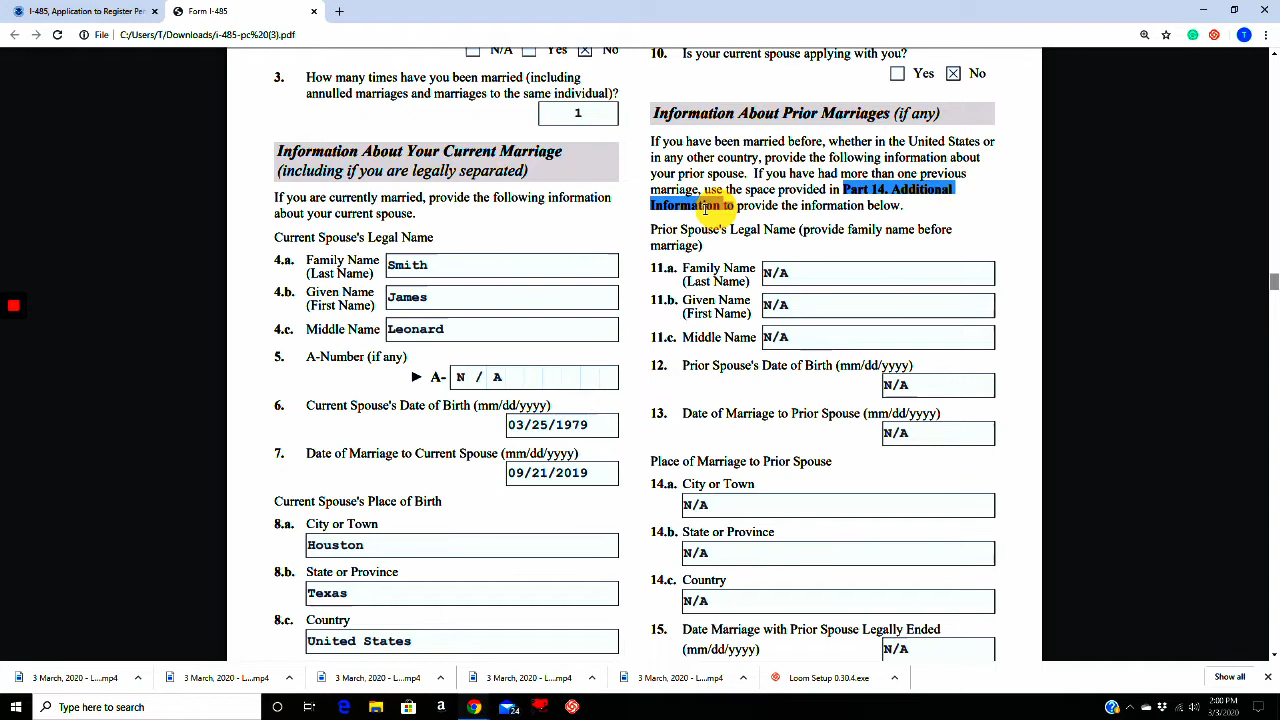 I-485, Application to Register Per
Form I-485
File
C:/Users/T/Downloads/i-485-pc%20(3).pdf
T
N/A Yes No
3. How many times have you been married (including
annulled marriages and marriages to the same individual)?
1
Information About Your Current Marriage
(including if you are legally separated)
If you are currently married, provide the following information
about your current spouse.
Current Spouse's Legal Name
4.a. Family Name
(Last Name)
Smith
4.b. Given Name
(First Name)
James
4.c. Middle Name
Leonard
5. A-Number (if any)
► A- N / A
6. Current Spouse's Date of Birth (mm/dd/yyyy)
03/25/1979
7. Date of Marriage to Current Spouse (mm/dd/yyyy)
09/21/2019
Current Spouse's Place of Birth
8.a. City or Town
Houston
8.b. State or Province
Texas
8.c. Country
United States
10. Is your current spouse applying with you?
Yes No
Information About Prior Marriages (if any)
If you have been married before, whether in the United States or
in any other country, provide the following information about
your prior spouse. If you have had more than one previous
marriage, use the space provided in Part 14. Additional
Information to provide the information below.
Prior Spouse's Legal Name (provide family name before
marriage)
11.a. Family Name
(Last Name)
N/A
11.b. Given Name
(First Name)
N/A
11.c. Middle Name
N/A
12. Prior Spouse's Date of Birth (mm/dd/yyyy)
N/A
13. Date of Marriage to Prior Spouse (mm/dd/yyyy)
N/A
Place of Marriage to Prior Spouse
14.a. City or Town
N/A
14.b. State or Province
N/A
14.c. Country
N/A
15. Date Marriage with Prior Spouse Legally Ended
(mm/dd/yyyy)
N/A
3 March, 2020 - L....mp4
3 March, 2020 - L....mp4
3 March, 2020 - L....mp4
3 March, 2020 - L....mp4
3 March, 2020 - L....mp4
Loom Setup 0.30.4.exe
Show all
Type here to search
24
2:00 PM
3/3/2020